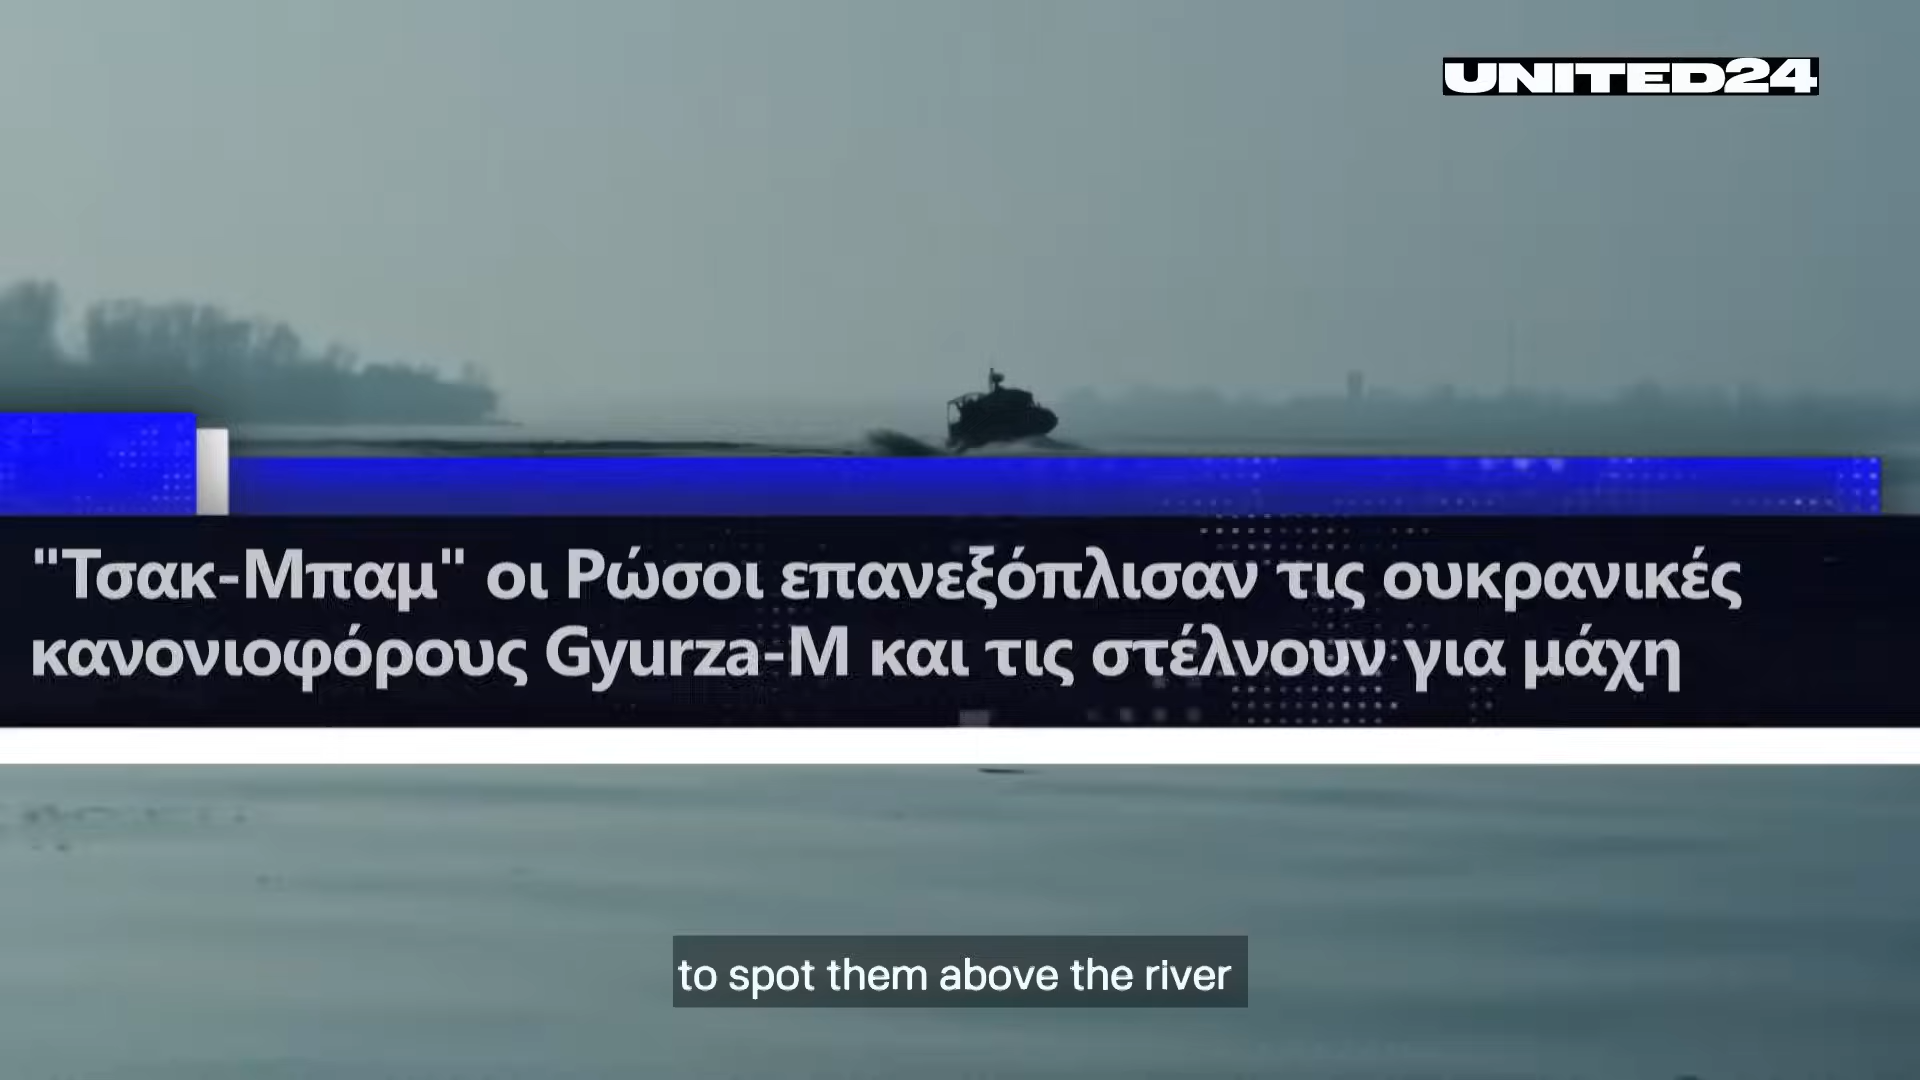 UNITED24
"Τσακ-Μπαμ" οι Ρώσοι επανεξόπλισαν τις ουκρανικές
κανονιοφόρους Gyurza-M και τις στέλνουν για μάχη
to spot them above the river